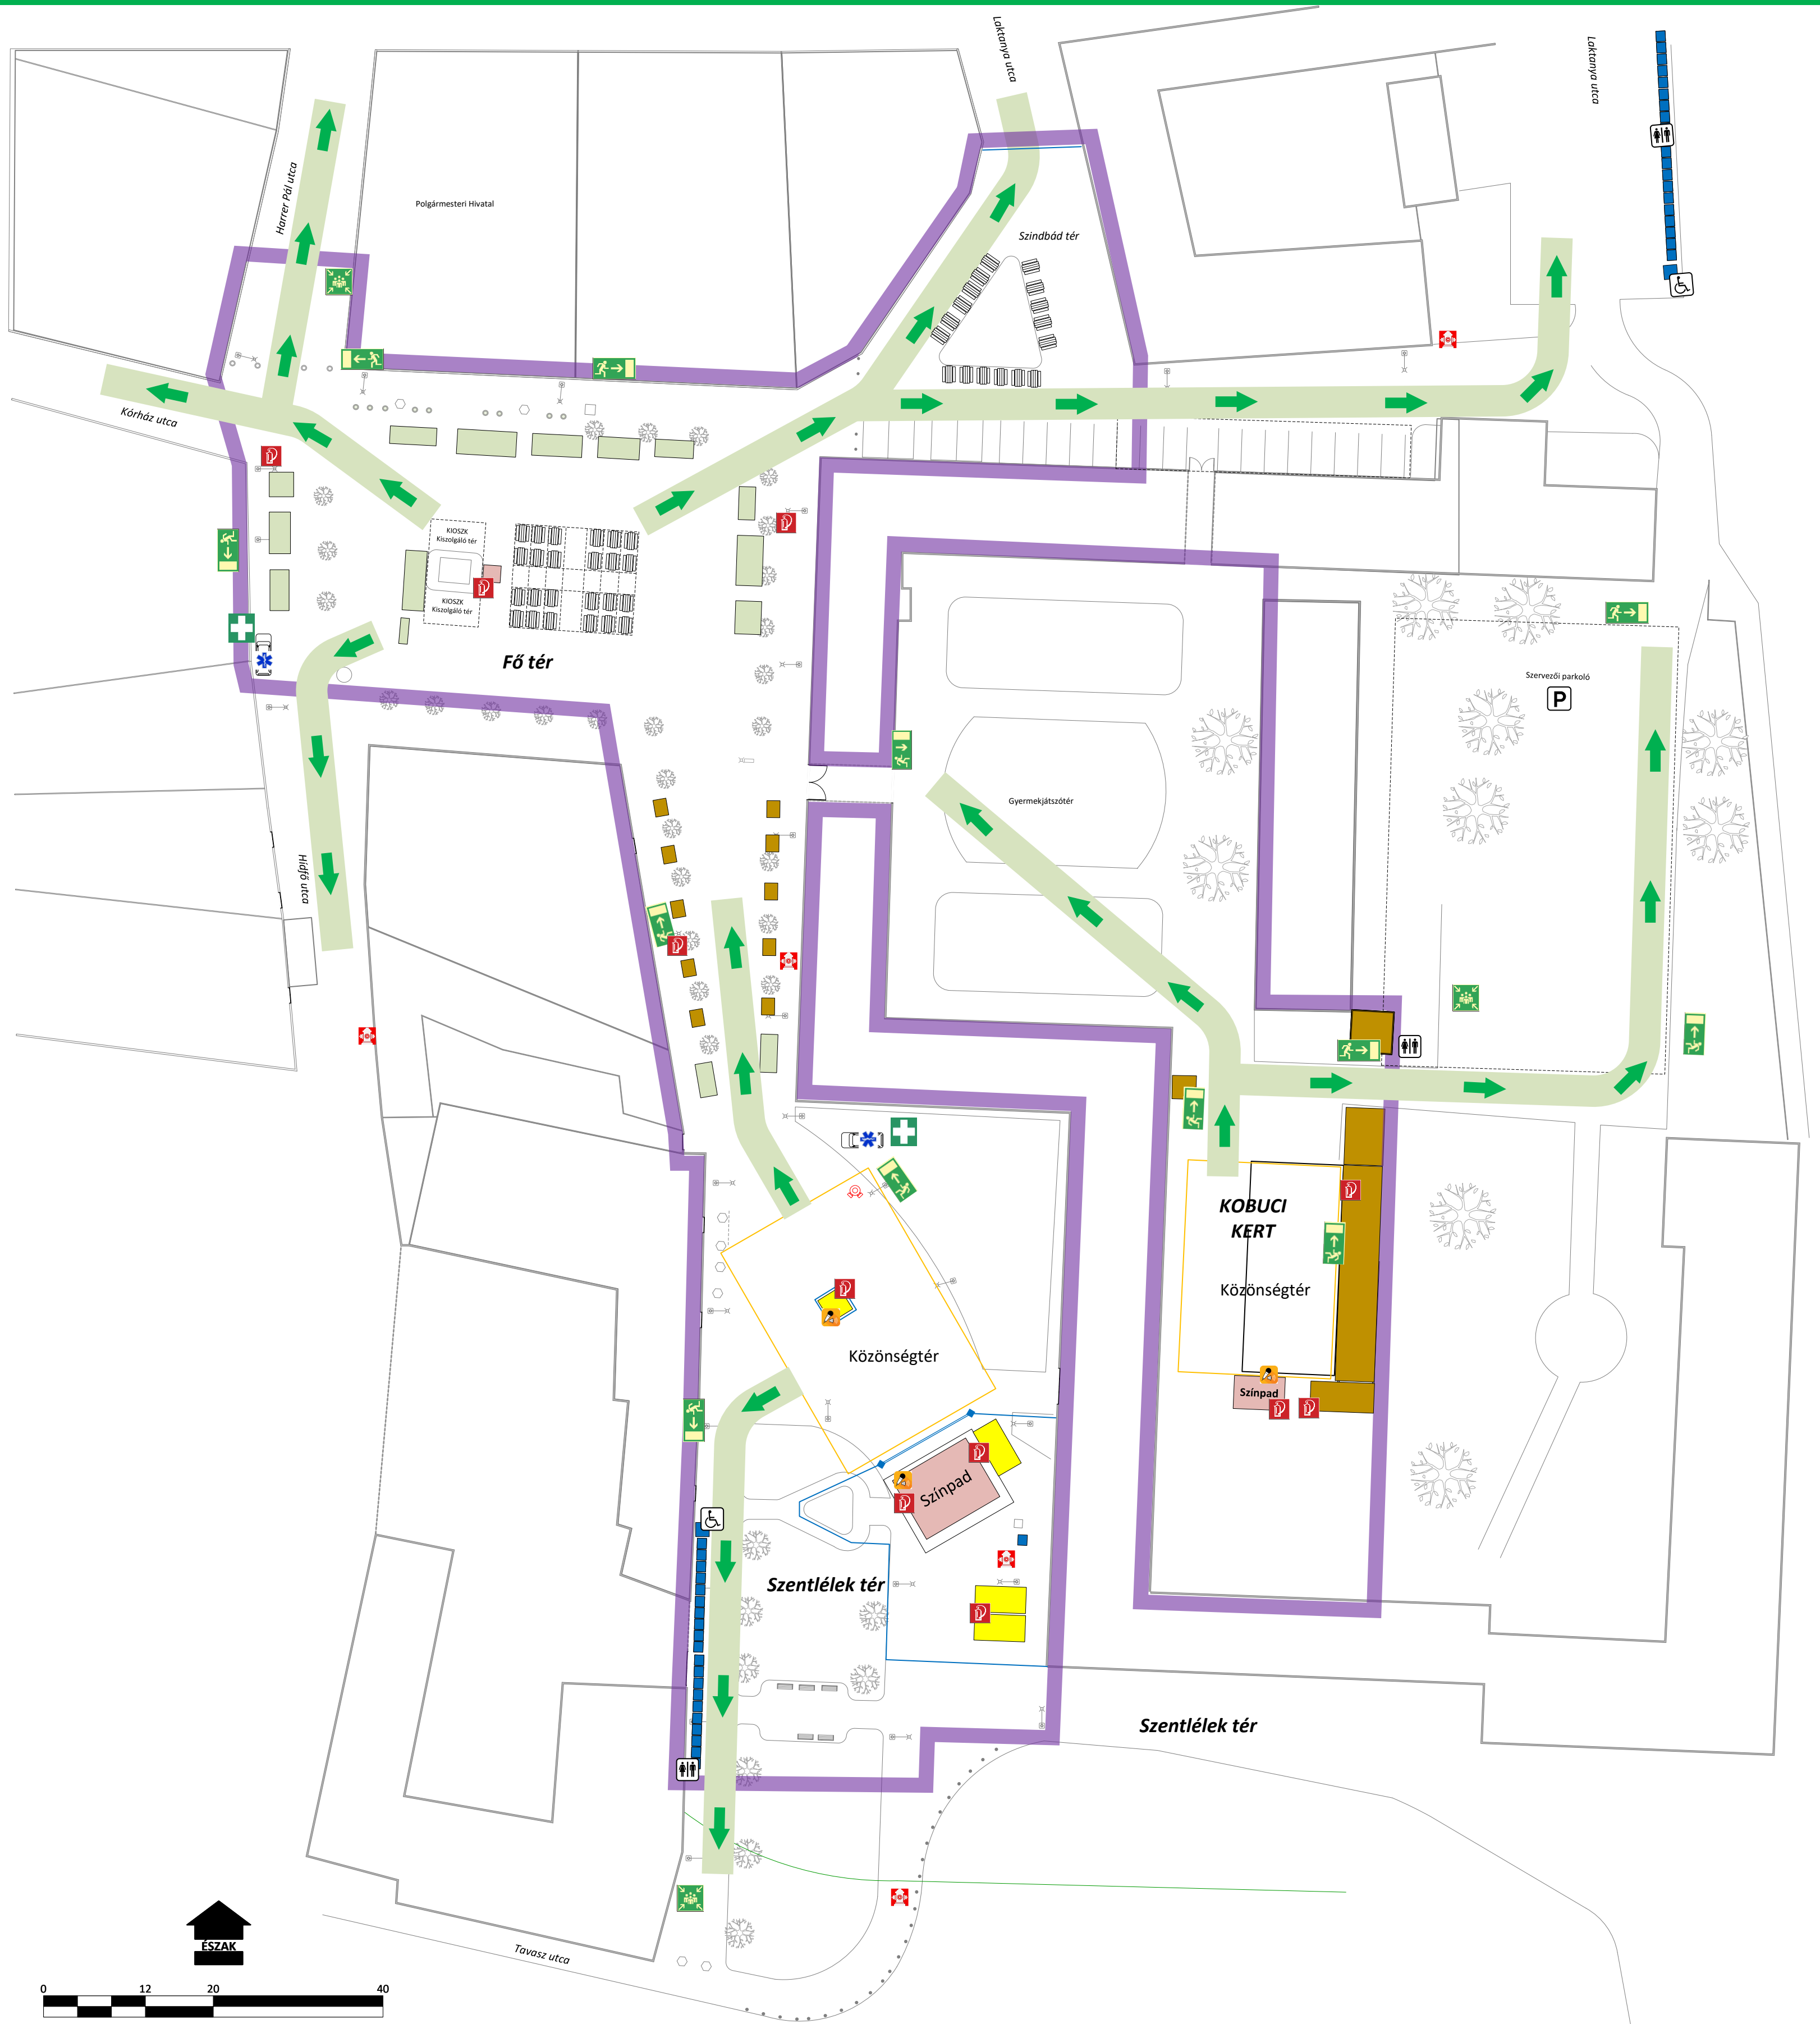 Laktanya utca
Laktanya utca
Harrer Pál utca
Polgármesteri Hivatal
Szindbád tér
Kórház utca
KIOSZK
Kiszolgáló tér
KIOSZK
Kiszolgáló tér
Fő tér
Szervezői parkoló
P
Gyermekjátszótér
Hídfő utca
KOBUCI
KERT
Közönségtér
Közönségtér
Színpad
Színpad
Szentlélek tér
Szentlélek tér
ÉSZAK
Tavasz utca
0 12 20 40